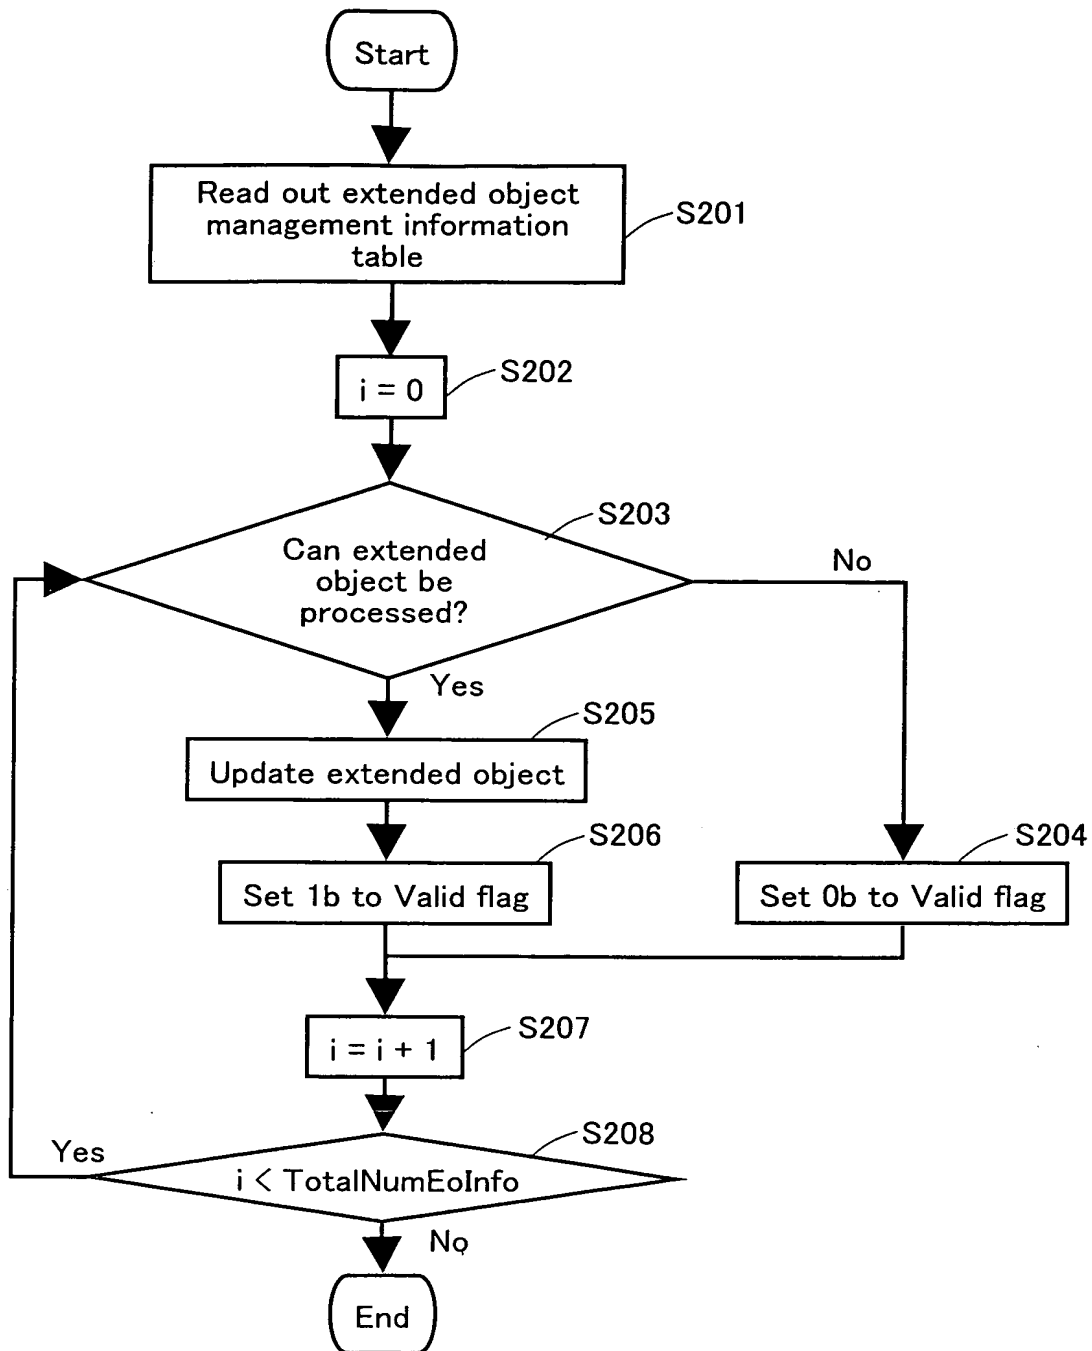 Start
Read out extended object
management information
table
S201
i = 0
S202
S203
Can extended
object be
processed?
No
Yes
S205
Update extended object
S206
Set 1b to Valid flag
S204
Set 0b to Valid flag
i = i + 1
S207
Yes
S208
i < TotalNumEoInfo
No
End